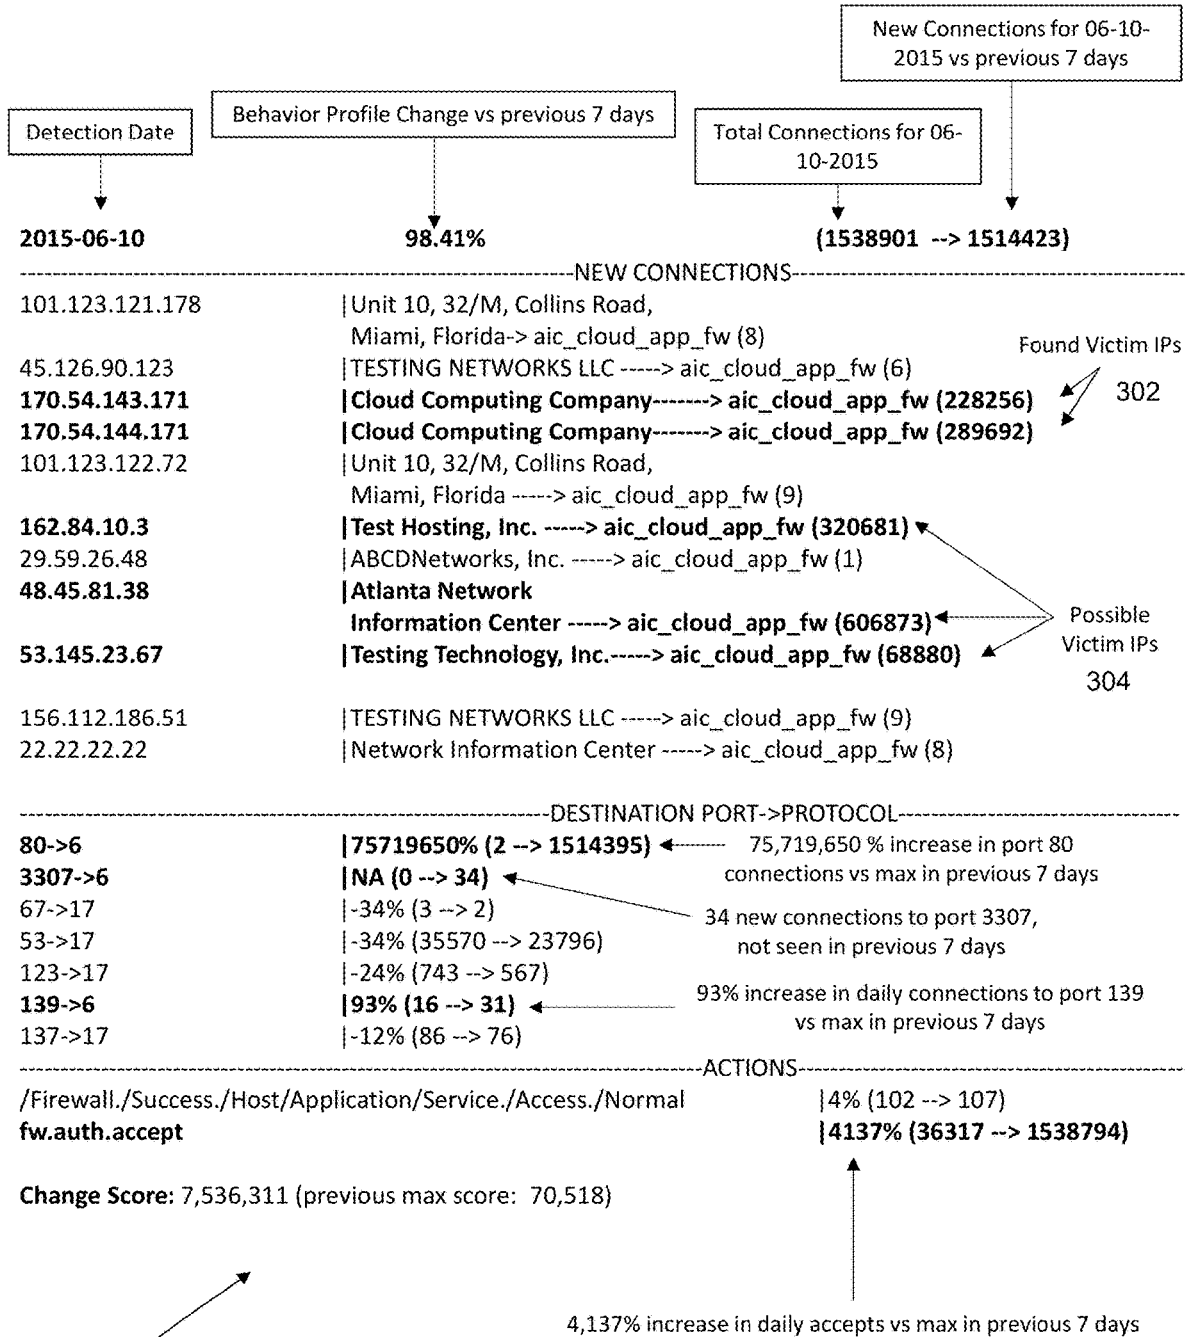 New Connections for 06-10-
2015 vs previous 7 days
Behavior Profile Change vs previous 7 days
Detection Date
Total Connections for 06-
10-2015
2015-06-10 98.41% (1538901 --> 1514423)
NEW CONNECTIONS
101.123.121.178 |Unit 10, 32/M, Collins Road,
Miami, Florida-> aic_cloud_app_fw (8)
Found Victim IPs
302
45.126.90.123 |TESTING NETWORKS LLC -----> aic_cloud_app_fw (6)
170.54.143.171 |Cloud Computing Company-------> aic_cloud_app_fw (228256)
170.54.144.171 |Cloud Computing Company-------> aic_cloud_app_fw (289692)
101.123.122.72 |Unit 10, 32/M, Collins Road,
Miami, Florida -----> aic_cloud_app_fw (9)
162.84.10.3 |Test Hosting, Inc. -----> aic_cloud_app_fw (320681)
29.59.26.48 |ABCDNetworks, Inc. -----> aic_cloud_app_fw (1)
48.45.81.38 |Atlanta Network
Information Center -----> aic_cloud_app_fw (606873)
53.145.23.67 |Testing Technology, Inc.-----> aic_cloud_app_fw (68880)
Possible
Victim IPs
304
156.112.186.51 |TESTING NETWORKS LLC -----> aic_cloud_app_fw (9)
22.22.22.22 |Network Information Center -----> aic_cloud_app_fw (8)
DESTINATION PORT->PROTOCOL
80->6 |75719650% (2 --> 1514395)
75,719,650 % increase in port 80
connections vs max in previous 7 days
3307->6 |NA (0 --> 34)
34 new connections to port 3307,
not seen in previous 7 days
67->17 |-34% (3 --> 2)
53->17 |-34% (35570 --> 23796)
123->17 |-24% (743 --> 567)
139->6 |93% (16 --> 31)
93% increase in daily connections to port 139
vs max in previous 7 days
137->17 |-12% (86 --> 76)
ACTIONS
/Firewall./Success./Host/Application/Service./Access./Normal |4% (102 --> 107)
fw.auth.accept |4137% (36317 --> 1538794)
Change Score: 7,536,311 (previous max score: 70,518)
4,137% increase in daily accepts vs max in previous 7 days